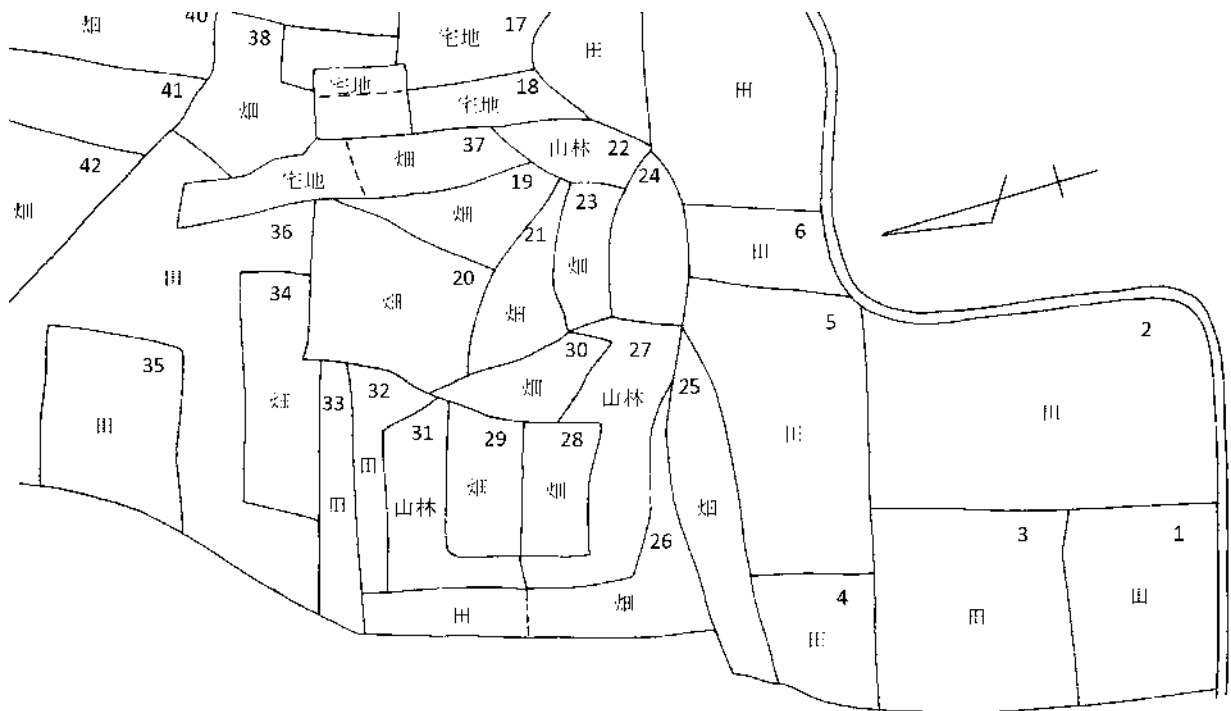 40
17
畑
38
宅地
田
宅地
田
41
18
畑
宅地
37
22
42
畑
山林
24
宅地
19
23
畑
畑
36
21
6
田
田
畑
20
34
畑
畑
5
2
35
30
27
32
畑
25
33
山林
畑
田
31
29
28
田
田
田
畑
畑
田
山林
畑
26
3
1
4
田
畑
田
田
田